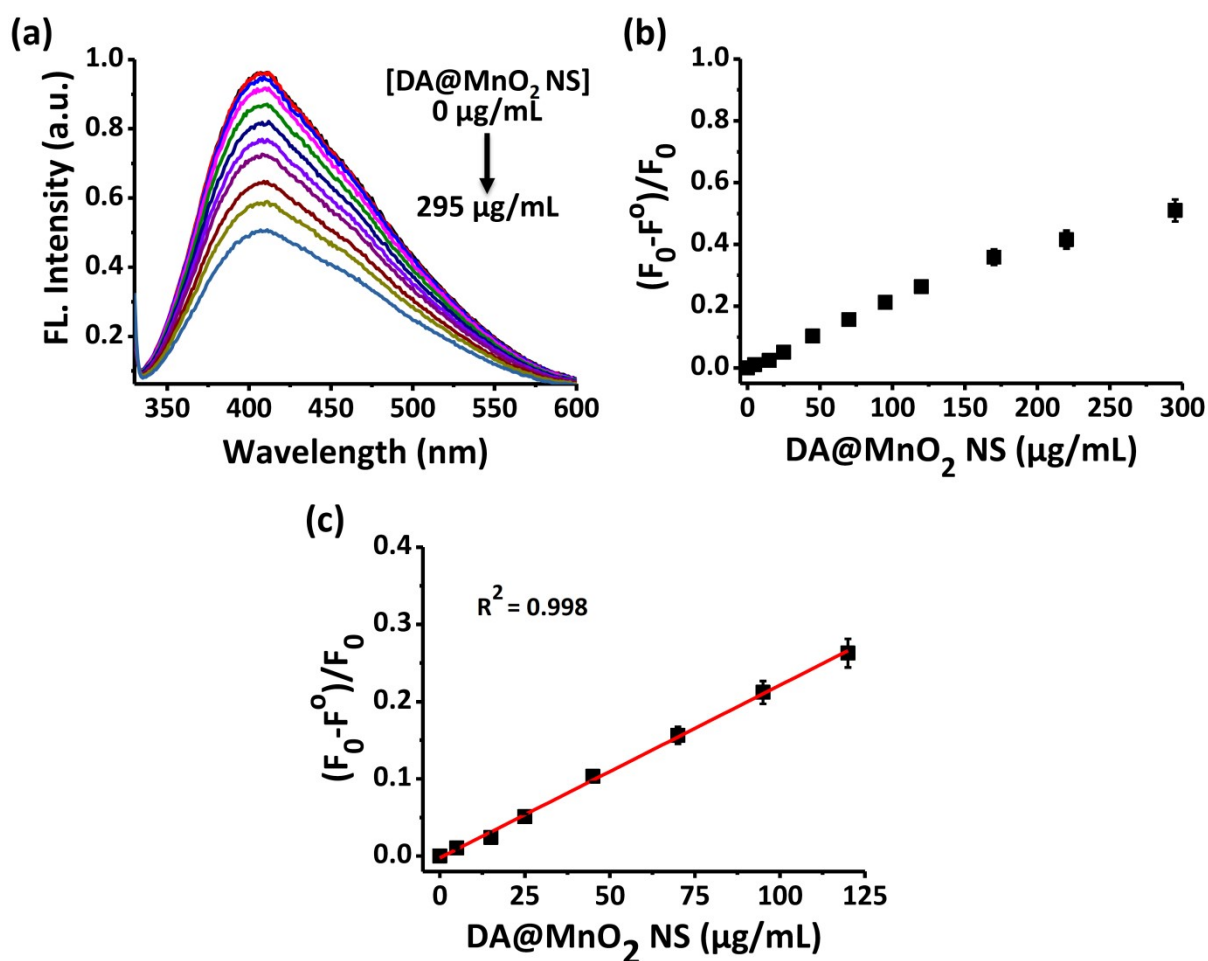 (a)
1.0
0.8
0.6
0.4
0.2
FL. Intensity (a.u.)
[DA@MnO₂ NS]
0 µg/mL
295 µg/mL
350 400 450 500 550 600
Wavelength (nm)
(b)
1.0
0.8
0.6
0.4
0.2
0.0
(F₀-F⁰)/F₀
0 50 100 150 200 250 300
DA@MnO₂ NS (µg/mL)
(c)
0.4
0.3
0.2
0.1
0.0
(F₀-F⁰)/F₀
R² = 0.998
0 25 50 75 100 125
DA@MnO₂ NS (µg/mL)